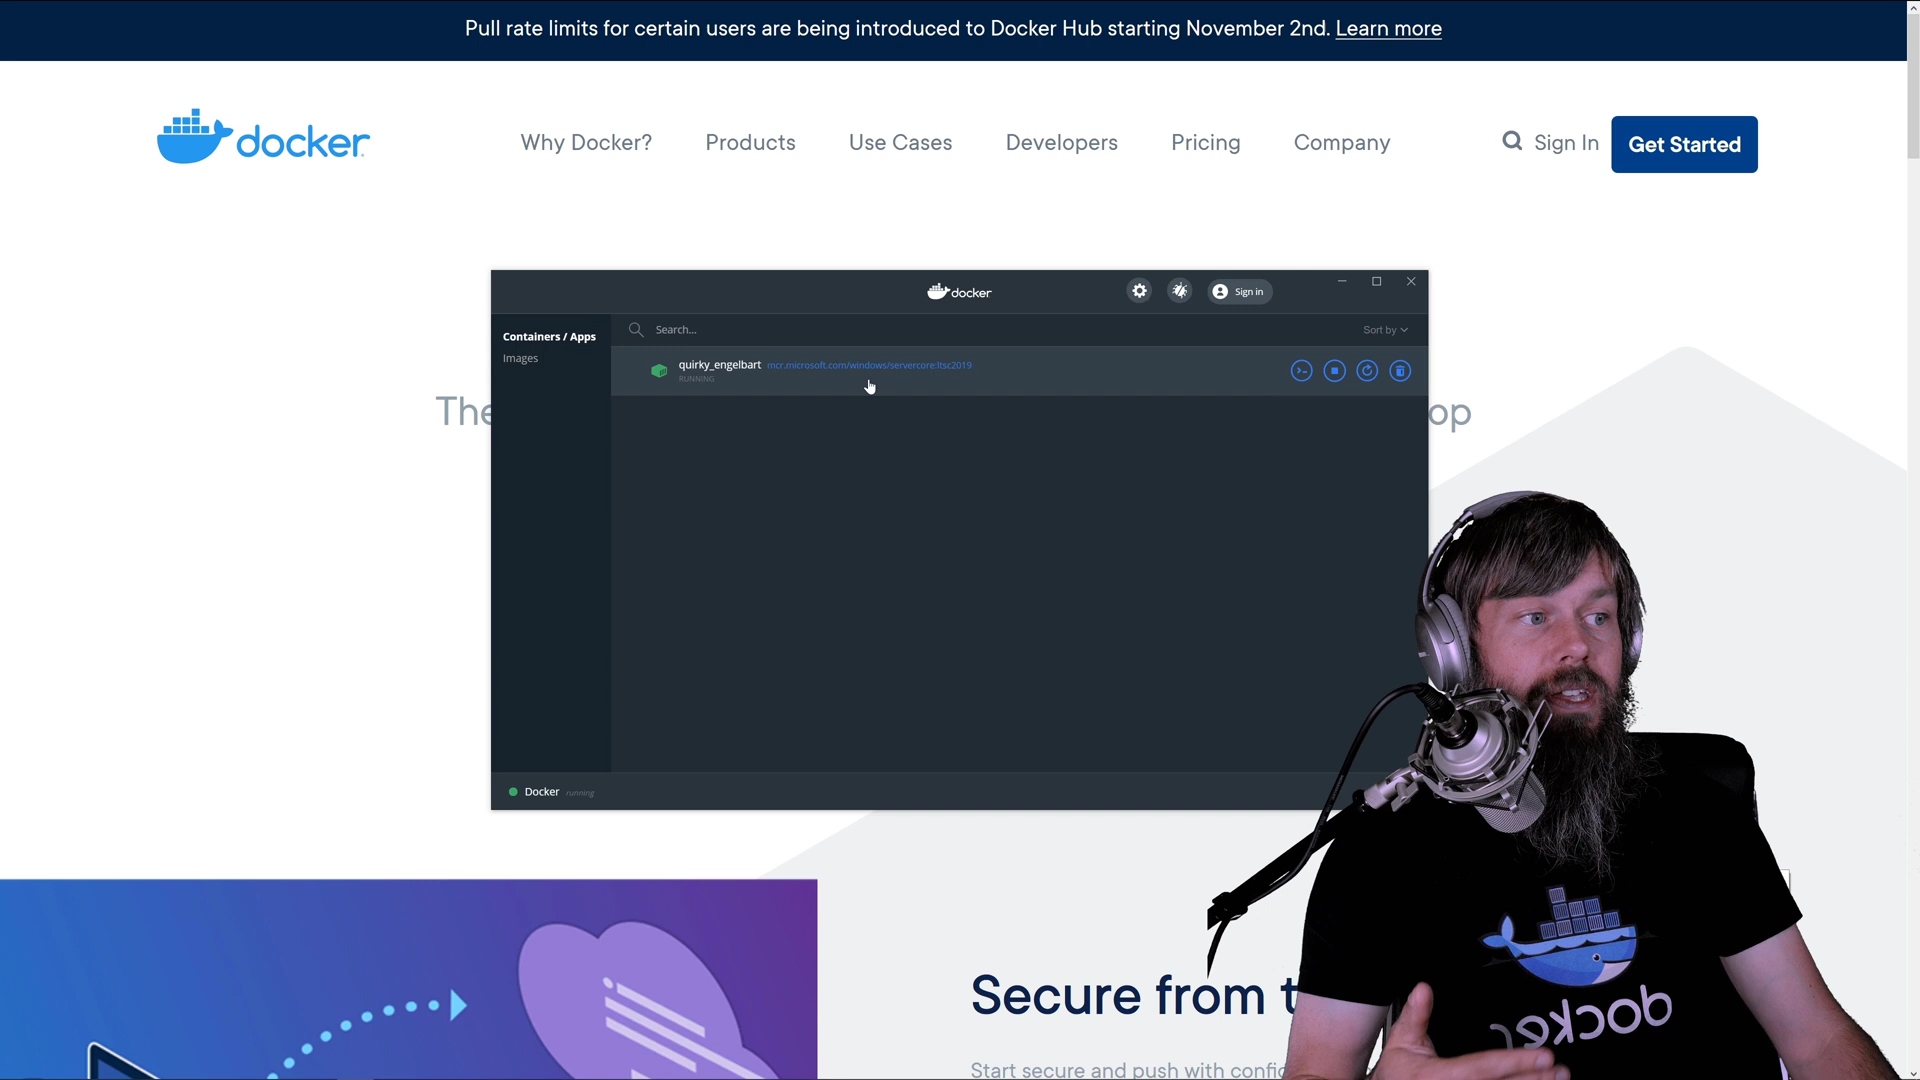 Pull rate limits for certain users are being introduced to Docker Hub starting November 2nd. Learn more
docker
Why Docker?
Products
Use Cases
Developers
Pricing
Company
Sign In
Get Started
docker
Sign in
Containers / Apps
Images
Search...
Sort by
quirky_engelbart mcr.microsoft.com/windows/servercore:ltsc2019
RUNNING
The
op
Docker running
Secure from t
Start secure and push with confic
docker